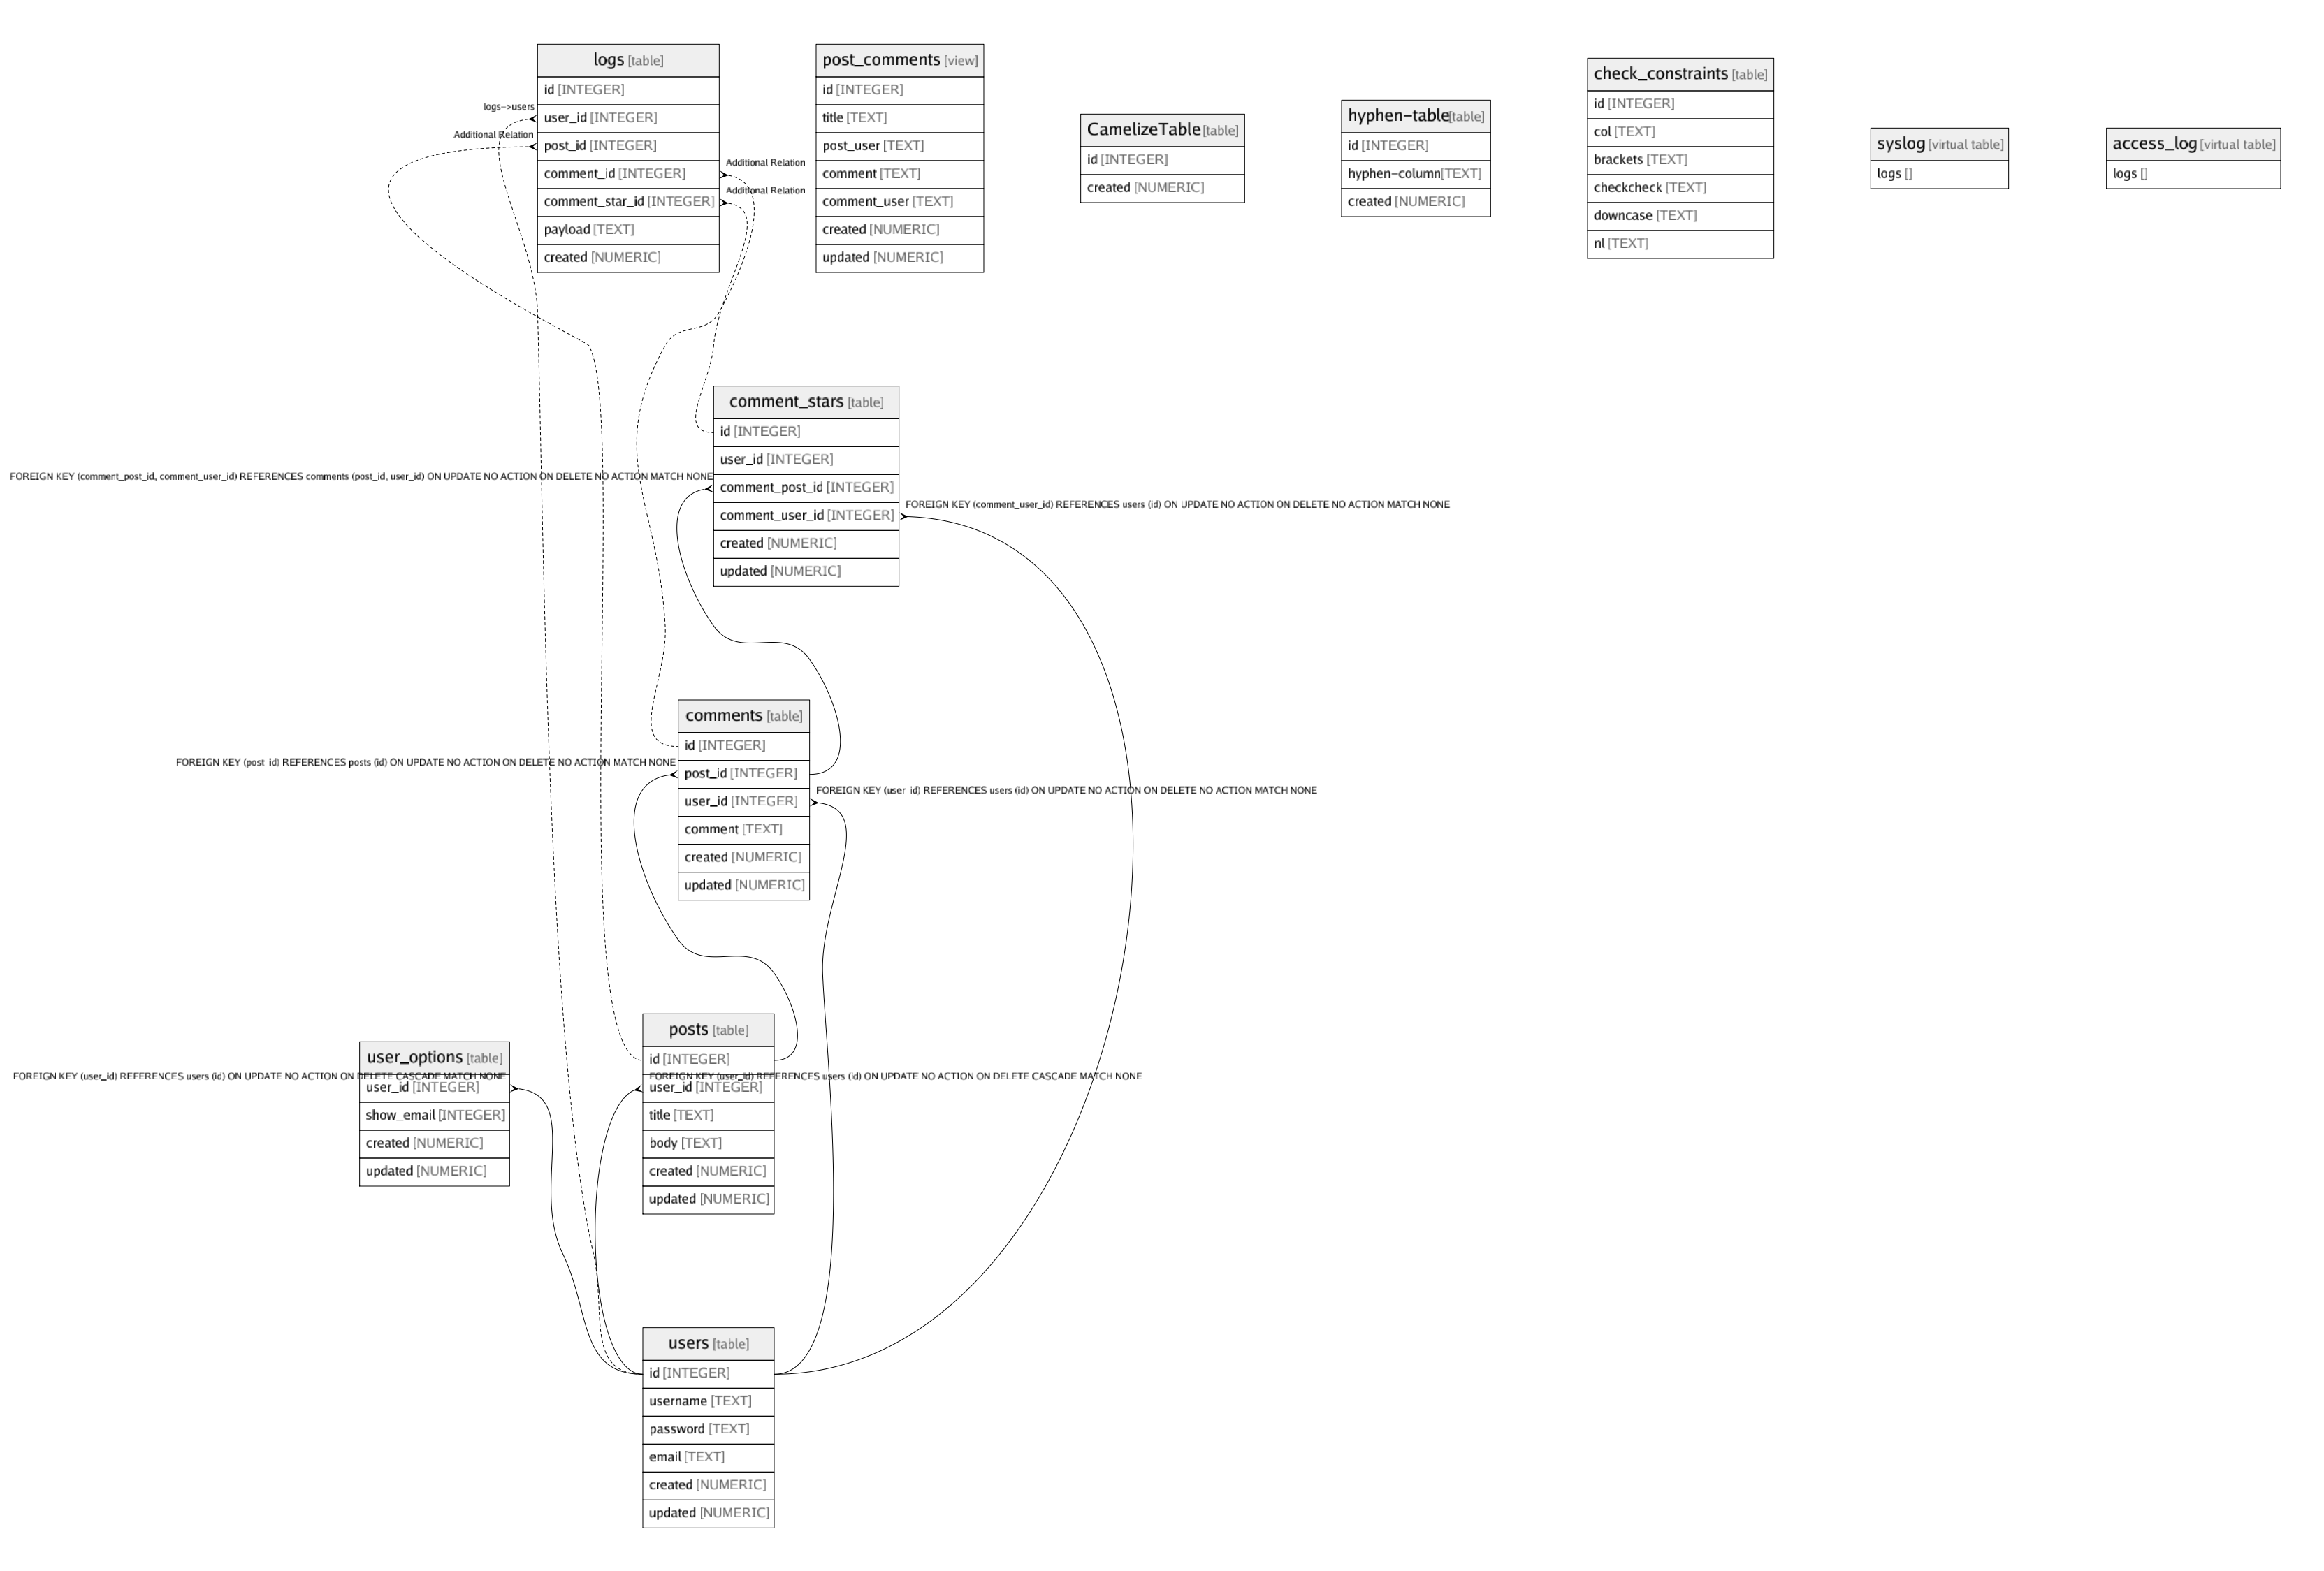 logs [table]
id [INTEGER]
logs->users
user_id [INTEGER]
Additional Relation
post_id [INTEGER]
Additional Relation
comment_id [INTEGER]
Additional Relation
comment_star_id [INTEGER]
payload [TEXT]
created [NUMERIC]
post_comments [view]
id [INTEGER]
title [TEXT]
post_user [TEXT]
comment [TEXT]
comment_user [TEXT]
created [NUMERIC]
updated [NUMERIC]
CamelizeTable [table]
id [INTEGER]
created [NUMERIC]
hyphen-table [table]
id [INTEGER]
hyphen-column [TEXT]
created [NUMERIC]
check_constraints [table]
id [INTEGER]
col [TEXT]
brackets [TEXT]
checkcheck [TEXT]
downcase [TEXT]
nl [TEXT]
syslog [virtual table]
logs []
access_log [virtual table]
logs []
comment_stars [table]
id [INTEGER]
user_id [INTEGER]
FOREIGN KEY (comment_post_id, comment_user_id) REFERENCES comments (post_id, user_id) ON UPDATE NO ACTION ON DELETE NO ACTION MATCH NONE
comment_post_id [INTEGER]
FOREIGN KEY (comment_user_id) REFERENCES users (id) ON UPDATE NO ACTION ON DELETE NO ACTION MATCH NONE
comment_user_id [INTEGER]
created [NUMERIC]
updated [NUMERIC]
comments [table]
id [INTEGER]
FOREIGN KEY (post_id) REFERENCES posts (id) ON UPDATE NO ACTION ON DELETE NO ACTION MATCH NONE
post_id [INTEGER]
FOREIGN KEY (user_id) REFERENCES users (id) ON UPDATE NO ACTION ON DELETE NO ACTION MATCH NONE
user_id [INTEGER]
comment [TEXT]
created [NUMERIC]
updated [NUMERIC]
user_options [table]
FOREIGN KEY (user_id) REFERENCES users (id) ON UPDATE NO ACTION ON DELETE CASCADE MATCH NONE
user_id [INTEGER]
show_email [INTEGER]
created [NUMERIC]
updated [NUMERIC]
posts [table]
id [INTEGER]
FOREIGN KEY (user_id) REFERENCES users (id) ON UPDATE NO ACTION ON DELETE CASCADE MATCH NONE
user_id [INTEGER]
title [TEXT]
body [TEXT]
created [NUMERIC]
updated [NUMERIC]
users [table]
id [INTEGER]
username [TEXT]
password [TEXT]
email [TEXT]
created [NUMERIC]
updated [NUMERIC]